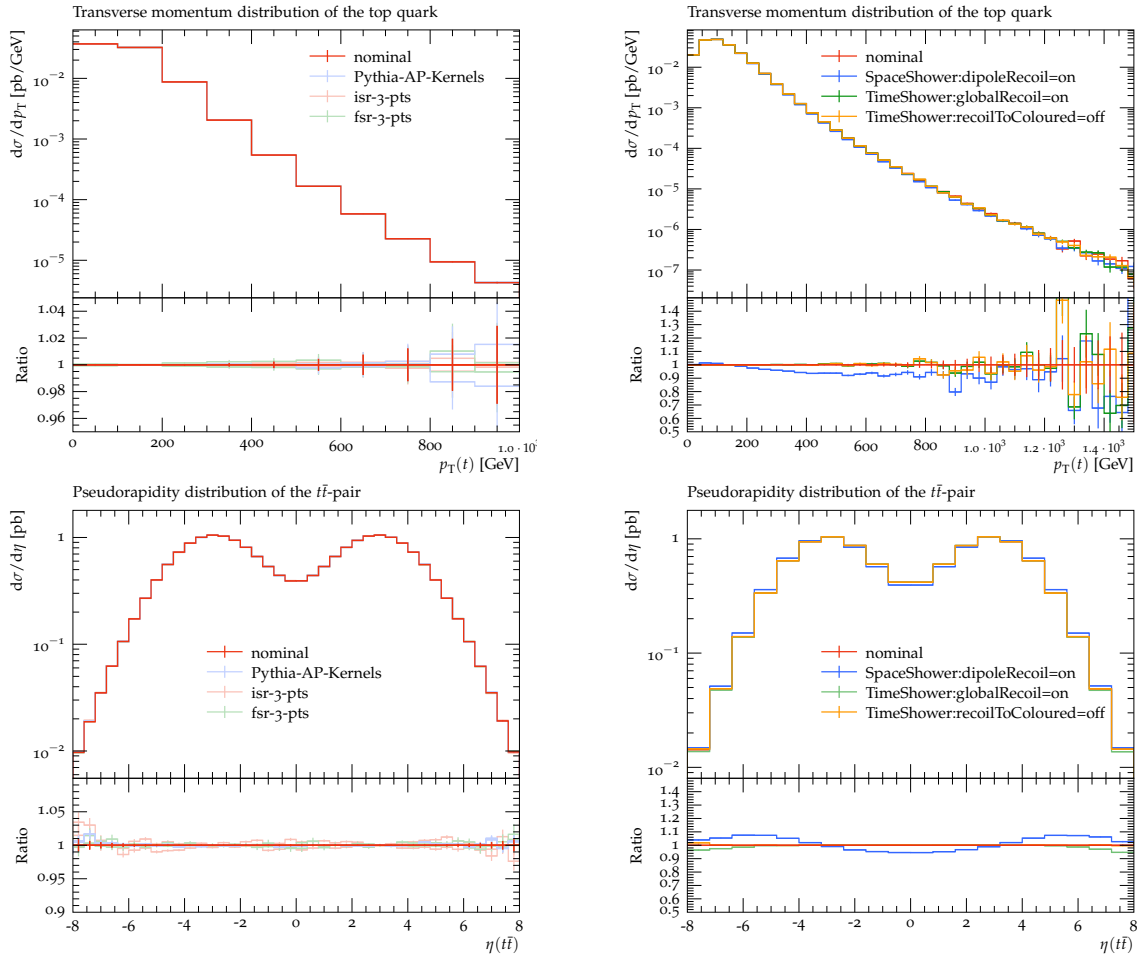 Transverse momentum distribution of the top quark
dσ/dpT [pb/GeV]
10⁻²
10⁻³
10⁻⁴
10⁻⁵
nominal
Pythia-AP-Kernels
isr-3-pts
fsr-3-pts
Ratio
1.04
1.02
1
0.98
0.96
0 200 400 600 800
pT(t) [GeV]
Transverse momentum distribution of the top quark
dσ/dpT [pb/GeV]
10⁻²
10⁻³
10⁻⁴
10⁻⁵
10⁻⁶
10⁻⁷
nominal
SpaceShower:dipoleRecoil=on
TimeShower:globalRecoil=on
TimeShower:recoilToColoured=off
Ratio
1.4
1.3
1.2
1.1
1
0.9
0.8
0.7
0.6
0.5
0 200 400 600 800 1.0·10³ 1.2·10³ 1.4·10³
pT(t) [GeV]
Pseudorapidity distribution of the tt̄-pair
dσ/dη [pb]
1
10⁻¹
10⁻²
nominal
Pythia-AP-Kernels
isr-3-pts
fsr-3-pts
Ratio
1.05
1
0.95
0.9
-8 -6 -4 -2 0 2 4 6 8
η(tt̄)
Pseudorapidity distribution of the tt̄-pair
dσ/dη [pb]
1
10⁻¹
10⁻²
nominal
SpaceShower:dipoleRecoil=on
TimeShower:globalRecoil=on
TimeShower:recoilToColoured=off
Ratio
1.4
1.3
1.2
1.1
1
0.9
0.8
0.7
0.6
0.5
-8 -6 -4 -2 0 2 4 6 8
η(tt̄)